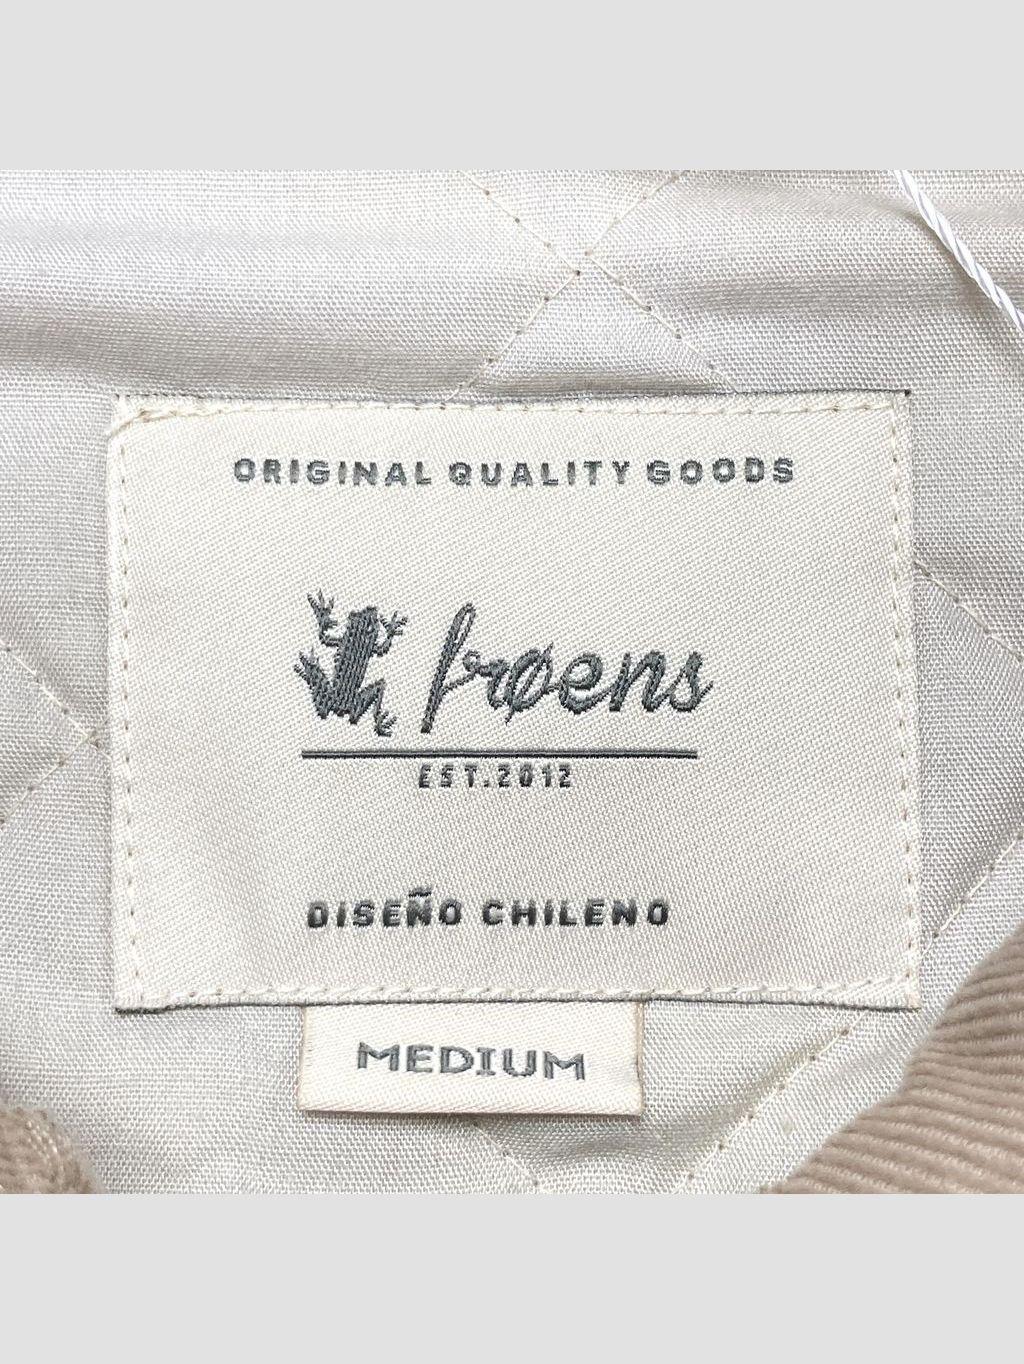 ORIGINAL QUALITY GOODS
frøens
EST.2012
DISEÑO CHILENO
MEDIUM